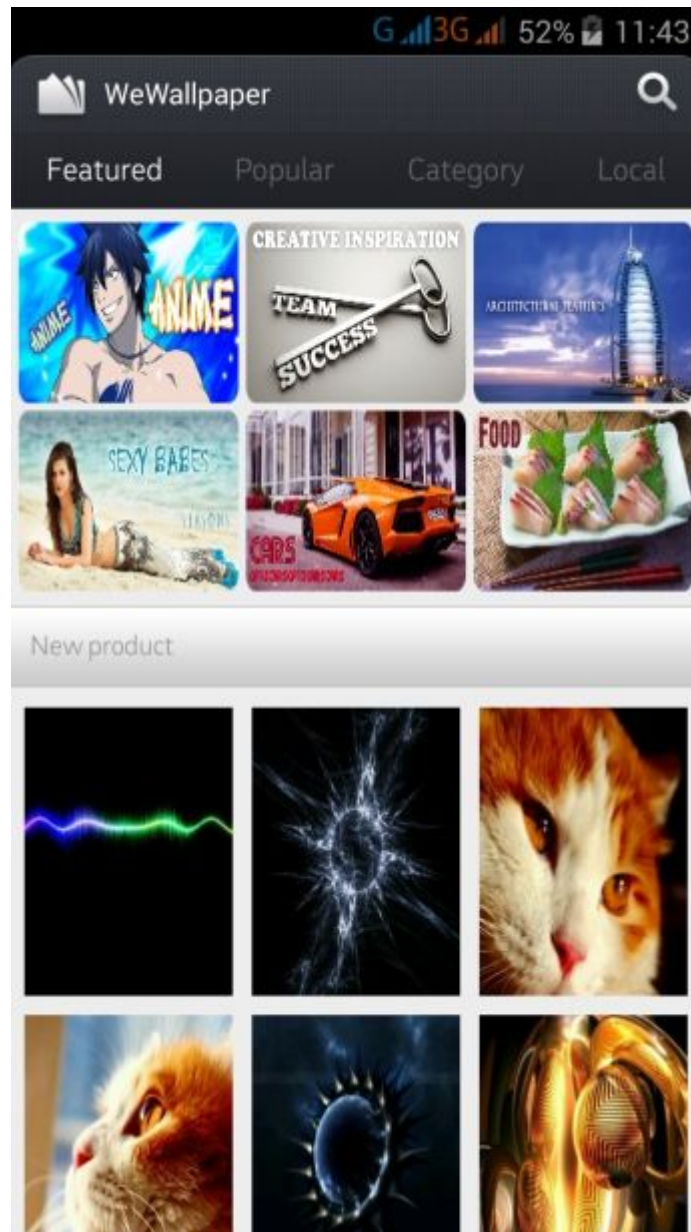 G 3G 52% 11:43
WeWallpaper
Featured Popular Category Local
ANIME
ANIME
CREATIVE INSPIRATION
TEAM
SUCCESS
ARCHITECTURAL FEATURES
SEXY BABES
CARS
FOOD
New product